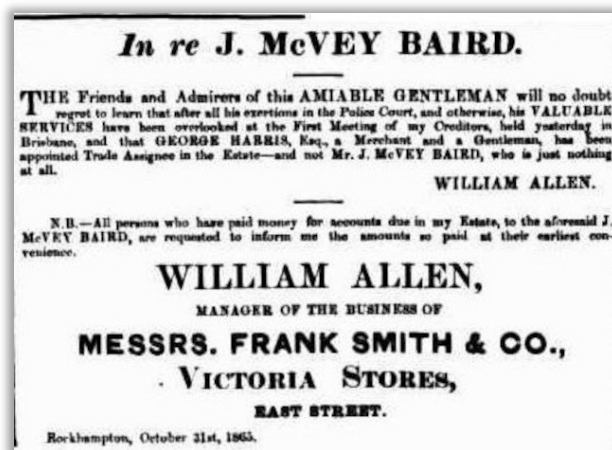 In re J. McVEY BAIRD.
THE Friends and Admirers of this AMIABLE GENTLEMAN will no doubt
regret to learn that after all his exertions in the Police Court, and otherwise, his VALUABLE
SERVICES have been overlooked at the First Meeting of my Creditors, held yesterday in
Brisbane, and that GEORGE HARRIS, Esq., a Merchant and a Gentleman, has been
appointed Trade Assignee in the Estate—and not Mr. J. McVEY BAIRD, who is just nothing
at all.
WILLIAM ALLEN.
N.B.—All persons who have paid money for accounts due in my Estate, to the aforesaid J.
McVEY BAIRD, are requested to inform me the amounts so paid at their earliest con-
venience.
WILLIAM ALLEN,
MANAGER OF THE BUSINESS OF
MESSRS. FRANK SMITH & CO.,
VICTORIA STORES,
EAST STREET.
Rockhampton, October 31st, 1865.